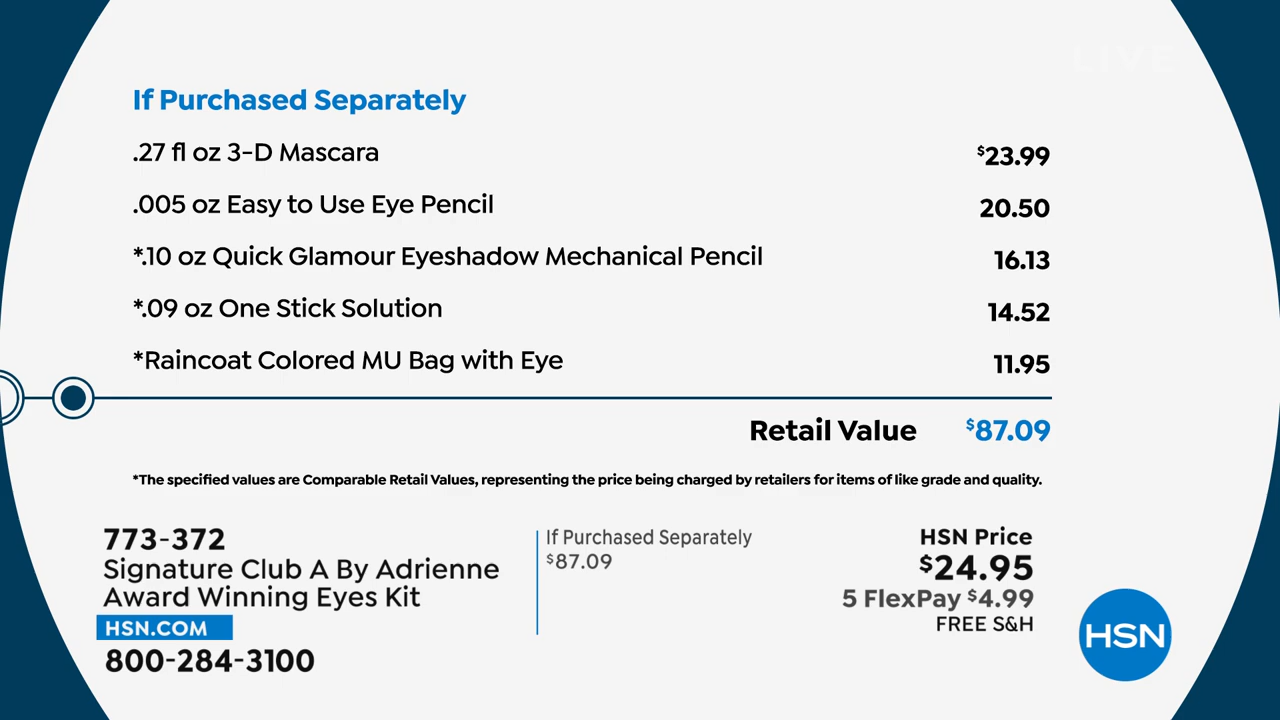 LIVE
If Purchased Separately
.27 fl oz 3-D Mascara $23.99
.005 oz Easy to Use Eye Pencil 20.50
*.10 oz Quick Glamour Eyeshadow Mechanical Pencil 16.13
*.09 oz One Stick Solution 14.52
*Raincoat Colored MU Bag with Eye 11.95
Retail Value $87.09
*The specified values are Comparable Retail Values, representing the price being charged by retailers for items of like grade and quality.
773-372
Signature Club A By Adrienne
Award Winning Eyes Kit
HSN.COM
800-284-3100
If Purchased Separately
$87.09
HSN Price
$24.95
5 FlexPay $4.99
FREE S&H
HSN